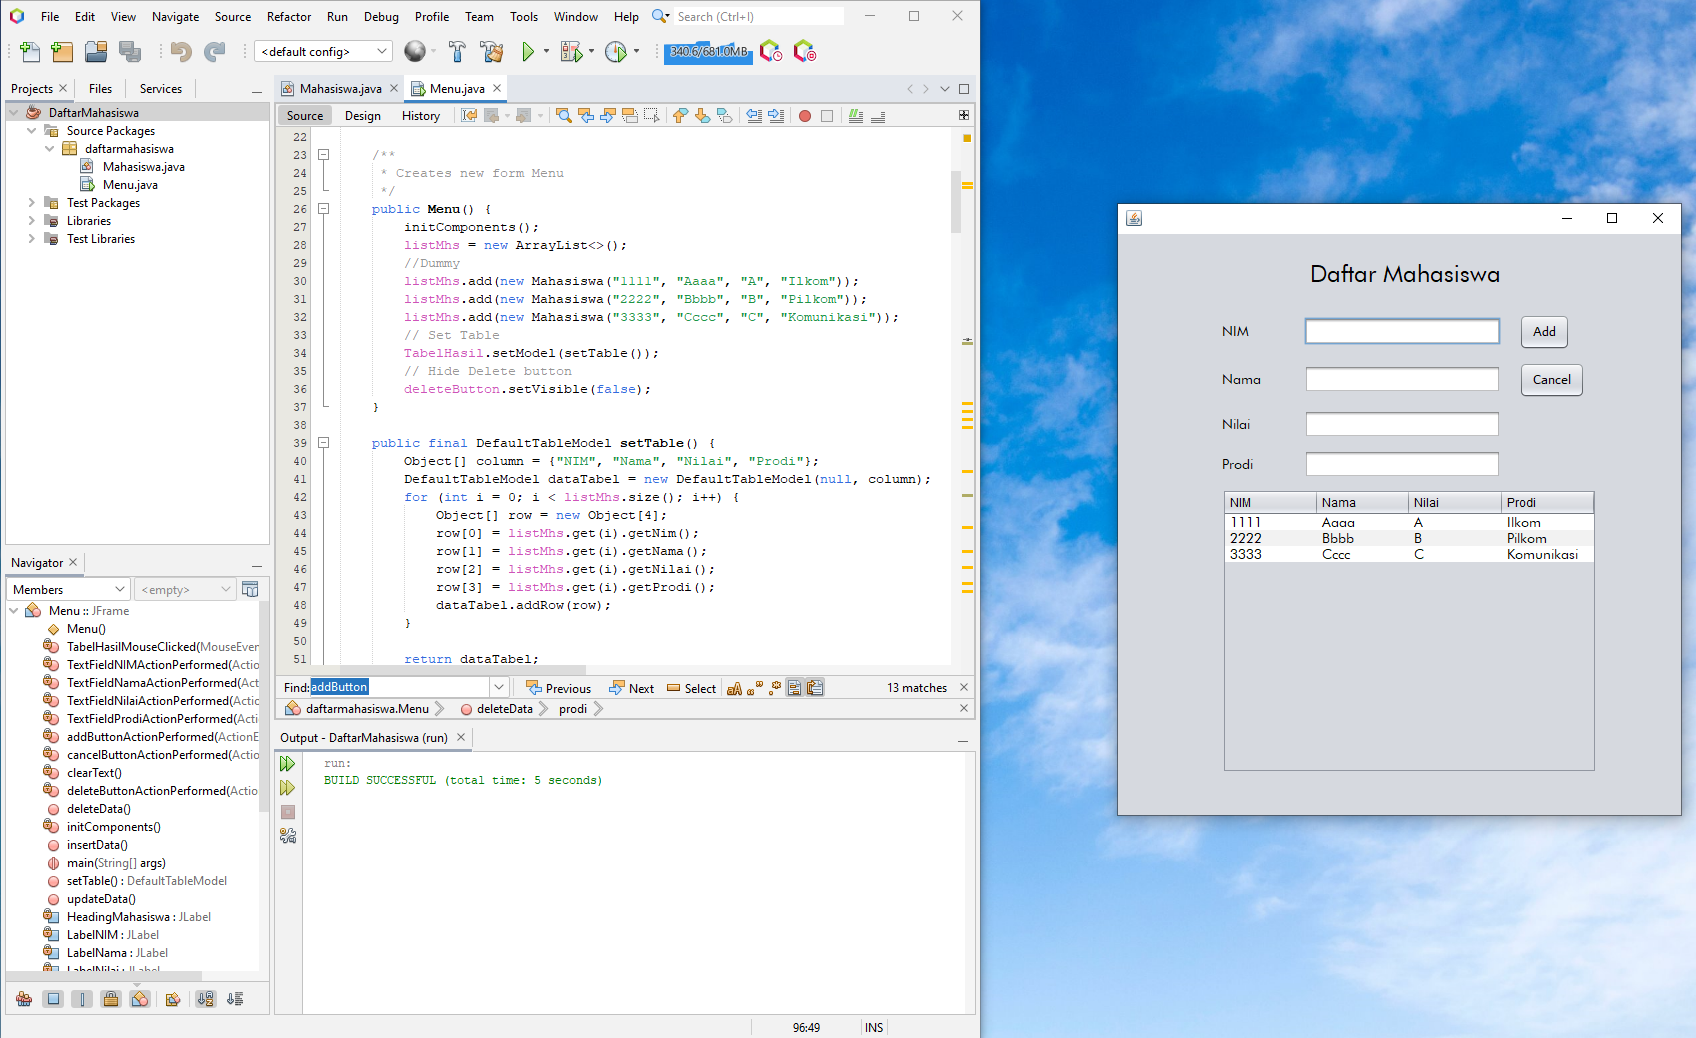 File Edit View Navigate Source Refactor Run Debug Profile Team Tools Window Help Search (Ctrl+I)
<default config> 340.6/681.0MB
Projects Files Services
DaftarMahasiswa
Source Packages
daftarmahasiswa
Mahasiswa.java
Menu.java
Test Packages
Libraries
Test Libraries
Navigator
Members <empty>
Menu :: JFrame
Menu()
TabelHasilMouseClicked(MouseEven
TextFieldNIMActionPerformed(Actio
TextFieldNamaActionPerformed(Act
TextFieldNilaiActionPerformed(Actio
TextFieldProdiActionPerformed(Acti
addButtonActionPerformed(ActionE
cancelButtonActionPerformed(Actio
clearText()
deleteButtonActionPerformed(Actio
deleteData()
initComponents()
insertData()
main(String[] args)
setTable() : DefaultTableModel
updateData()
HeadingMahasiswa : JLabel
LabelNIM : JLabel
LabelNama : JLabel
LabelNilai : JLabel
Mahasiswa.java Menu.java
Source Design History
22
23 /**
24 * Creates new form Menu
25 */
26 public Menu() {
27 initComponents();
28 listMhs = new ArrayList<>();
29 //Dummy
30 listMhs.add(new Mahasiswa("1111", "Aaaa", "A", "Ilkom"));
31 listMhs.add(new Mahasiswa("2222", "Bbbb", "B", "Pilkom"));
32 listMhs.add(new Mahasiswa("3333", "Cccc", "C", "Komunikasi"));
33 // Set Table
34 TabelHasil.setModel(setTable());
35 // Hide Delete button
36 deleteButton.setVisible(false);
37 }
38
39 public final DefaultTableModel setTable() {
40 Object[] column = {"NIM", "Nama", "Nilai", "Prodi"};
41 DefaultTableModel dataTabel = new DefaultTableModel(null, column);
42 for (int i = 0; i < listMhs.size(); i++) {
43 Object[] row = new Object[4];
44 row[0] = listMhs.get(i).getNim();
45 row[1] = listMhs.get(i).getNama();
46 row[2] = listMhs.get(i).getNilai();
47 row[3] = listMhs.get(i).getProdi();
48 dataTabel.addRow(row);
49 }
50
51 return dataTabel;
Find: addButton Previous Next Select 13 matches
daftarmahasiswa.Menu deleteData prodi
Output - DaftarMahasiswa (run)
run:
BUILD SUCCESSFUL (total time: 5 seconds)
96:49 INS
Daftar Mahasiswa
NIM Add
Nama Cancel
Nilai
Prodi
NIM Nama Nilai Prodi
1111 Aaaa A Ilkom
2222 Bbbb B Pilkom
3333 Cccc C Komunikasi